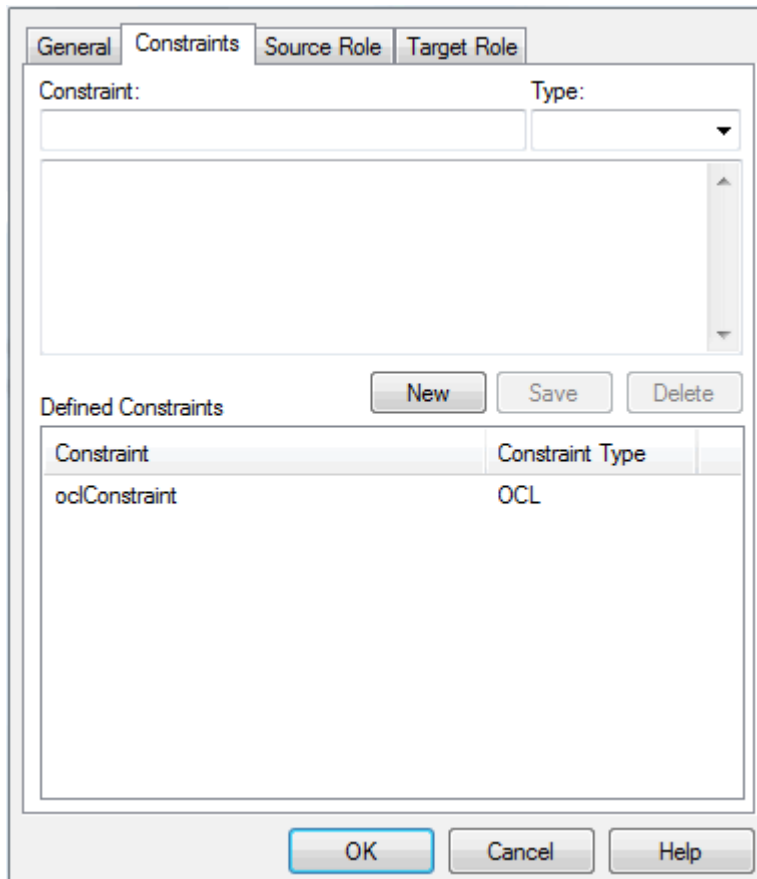 General Constraints Source Role Target Role
Constraint: Type:
New Save Delete
Defined Constraints
Constraint Constraint Type
oclConstraint OCL
OK Cancel Help